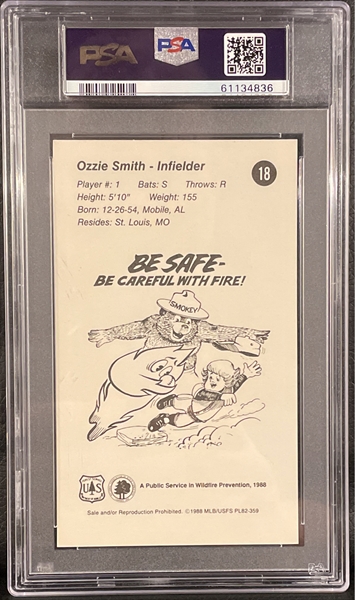 PSA
PSA
61134836
Ozzie Smith - Infielder
18
Player #: 1 Bats: S Throws: R
Height: 5'10" Weight: 155
Born: 12-26-54, Mobile, AL
Resides: St. Louis, MO
BE SAFE-
BE CAREFUL WITH FIRE!
SMOKEY
U S
A Public Service in Wildfire Prevention, 1988
Sale and/or Reproduction Prohibited. ©1988 MLB/USFS PL82-359